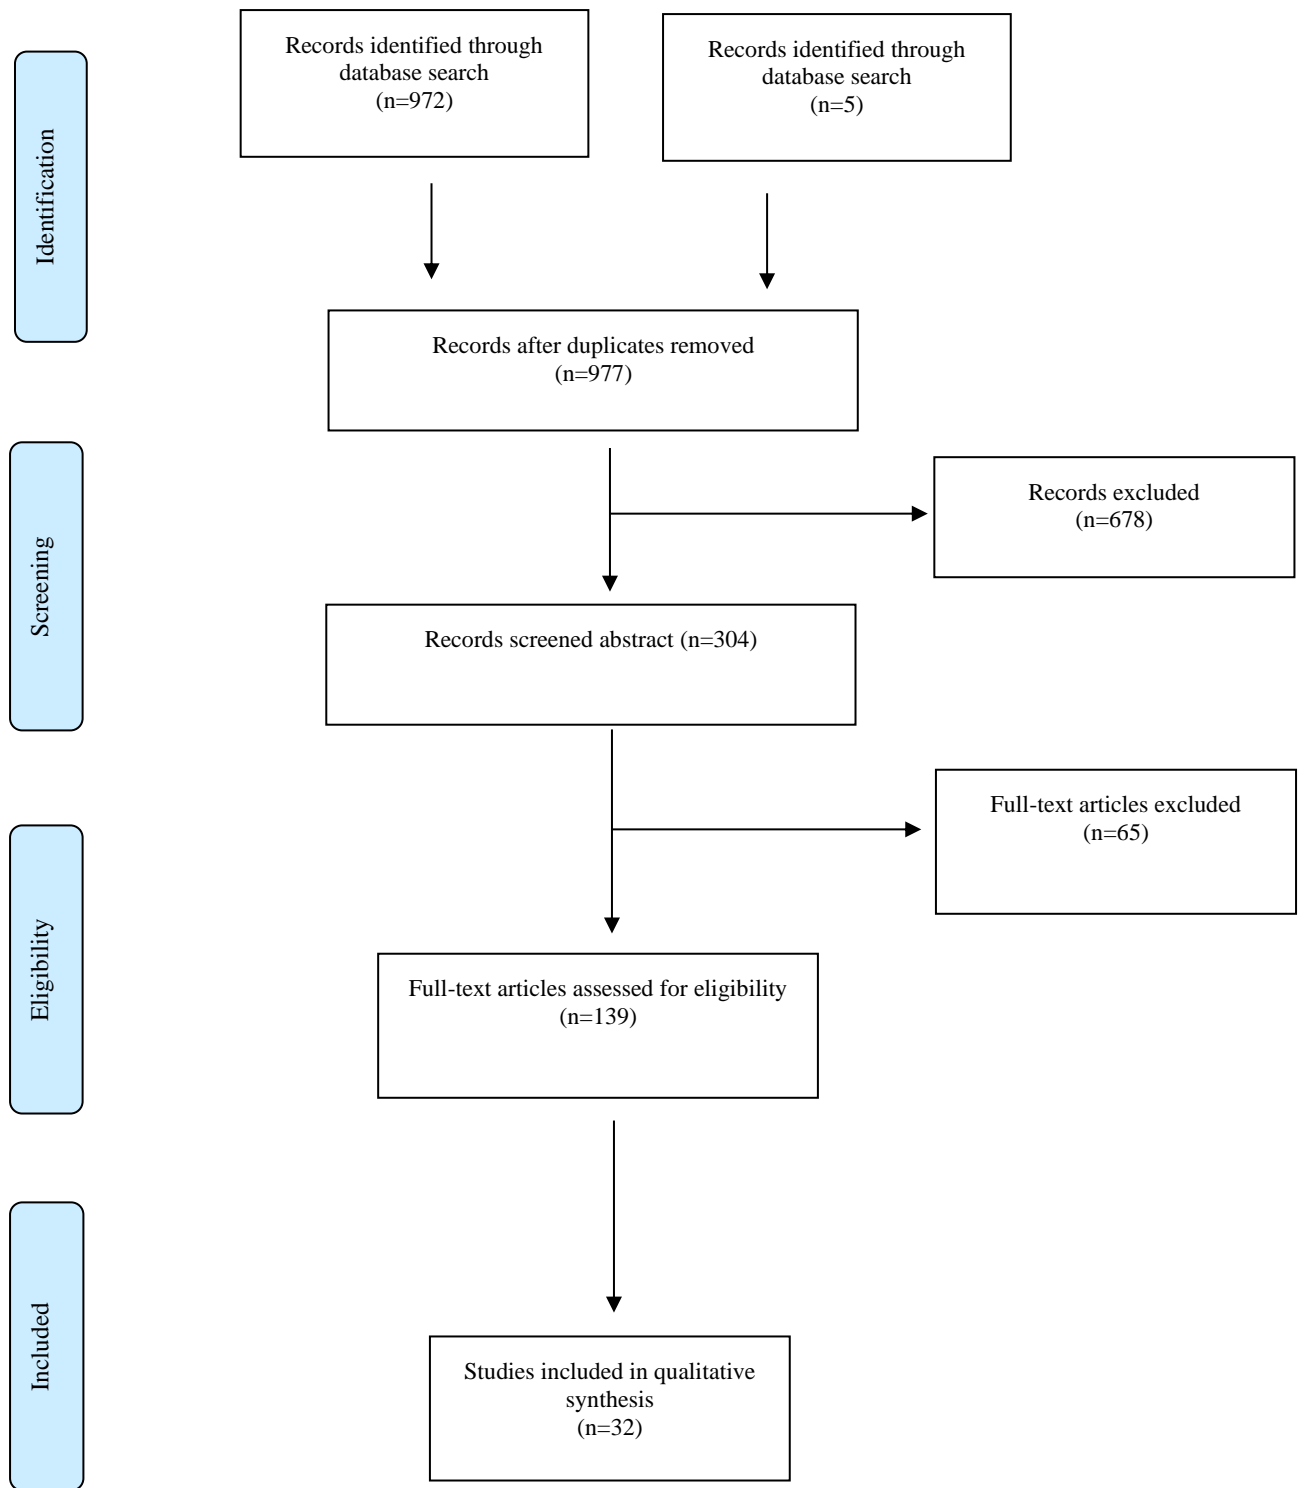 Records identified through
database search
(n=972)
Records identified through
database search
(n=5)
Identification
Records after duplicates removed
(n=977)
Records excluded
(n=678)
Screening
Records screened abstract (n=304)
Full-text articles excluded
(n=65)
Eligibility
Full-text articles assessed for eligibility
(n=139)
Included
Studies included in qualitative
synthesis
(n=32)